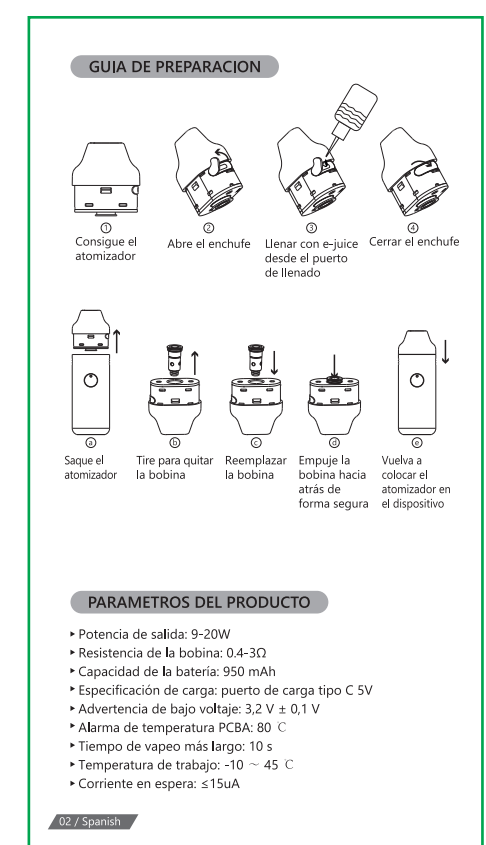 GUIA DE PREPARACION
① Consigue el
atomizador
② Abre el enchufe
③ Llenar con e-juice
desde el puerto
de llenado
④ Cerrar el enchufe
ⓐ Saque el
atomizador
ⓑ Tire para quitar
la bobina
ⓒ Reemplazar
la bobina
ⓓ Empuje la
bobina hacia
atrás de
forma segura
ⓔ Vuelva a
colocar el
atomizador en
el dispositivo
PARAMETROS DEL PRODUCTO
‣ Potencia de salida: 9-20W
‣ Resistencia de la bobina: 0.4-3Ω
‣ Capacidad de la batería: 950 mAh
‣ Especificación de carga: puerto de carga tipo C 5V
‣ Advertencia de bajo voltaje: 3,2 V ± 0,1 V
‣ Alarma de temperatura PCBA: 80 ℃
‣ Tiempo de vapeo más largo: 10 s
‣ Temperatura de trabajo: -10 ～ 45 ℃
‣ Corriente en espera: ≤15uA
02 / Spanish